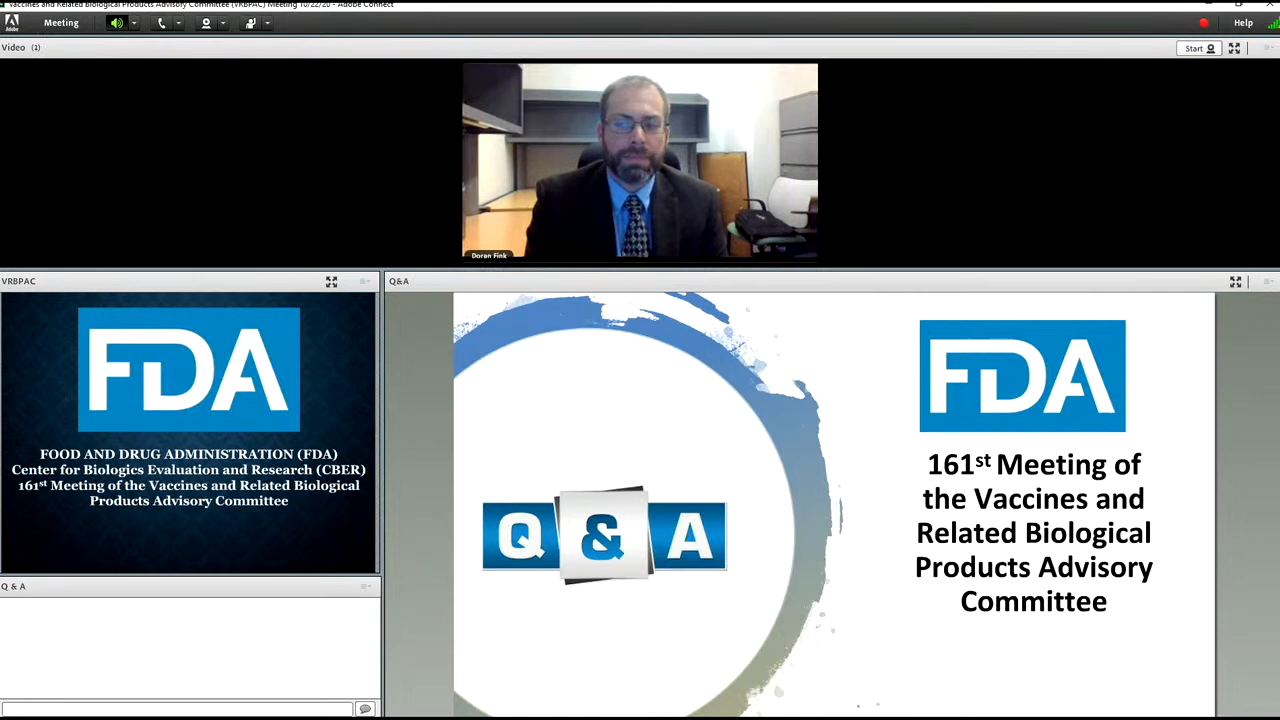 Vaccines and Related Biological Products Advisory Committee (VRBPAC) Meeting 10/22/20 - Adobe Connect
Meeting
Help
Video (1)
Start
Doran Fink
VRBPAC
FDA
FOOD AND DRUG ADMINISTRATION (FDA)
Center for Biologics Evaluation and Research (CBER)
161st Meeting of the Vaccines and Related Biological
Products Advisory Committee
Q & A
Q&A
Q & A
FDA
161st Meeting of
the Vaccines and
Related Biological
Products Advisory
Committee